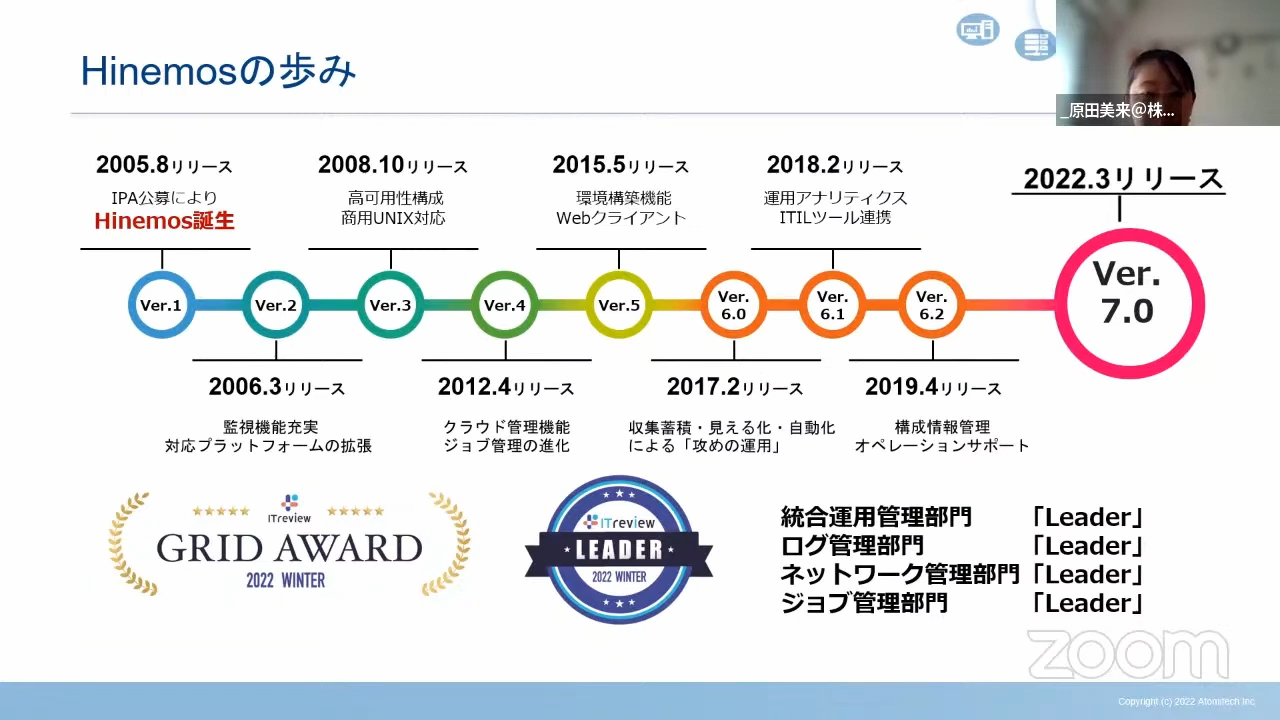 Hinemosの歩み
_原田美来@株...
2005.8リリース
IPA公募により
Hinemos誕生
2008.10リリース
高可用性構成
商用UNIX対応
2015.5リリース
環境構築機能
Webクライアント
2018.2リリース
運用アナリティクス
ITILツール連携
2022.3リリース
Ver.1
Ver.2
Ver.3
Ver.4
Ver.5
Ver.
6.0
Ver.
6.1
Ver.
6.2
Ver.
7.0
2006.3リリース
監視機能充実
対応プラットフォームの拡張
2012.4リリース
クラウド管理機能
ジョブ管理の進化
2017.2リリース
収集蓄積・見える化・自動化
による「攻めの運用」
2019.4リリース
構成情報管理
オペレーションサポート
ITreview
GRID AWARD
2022 WINTER
ITreview
LEADER
2022 WINTER
統合運用管理部門 「Leader」
ログ管理部門 「Leader」
ネットワーク管理部門 「Leader」
ジョブ管理部門 「Leader」
zoom
Copyright (c) 2022 Atomitech Inc.